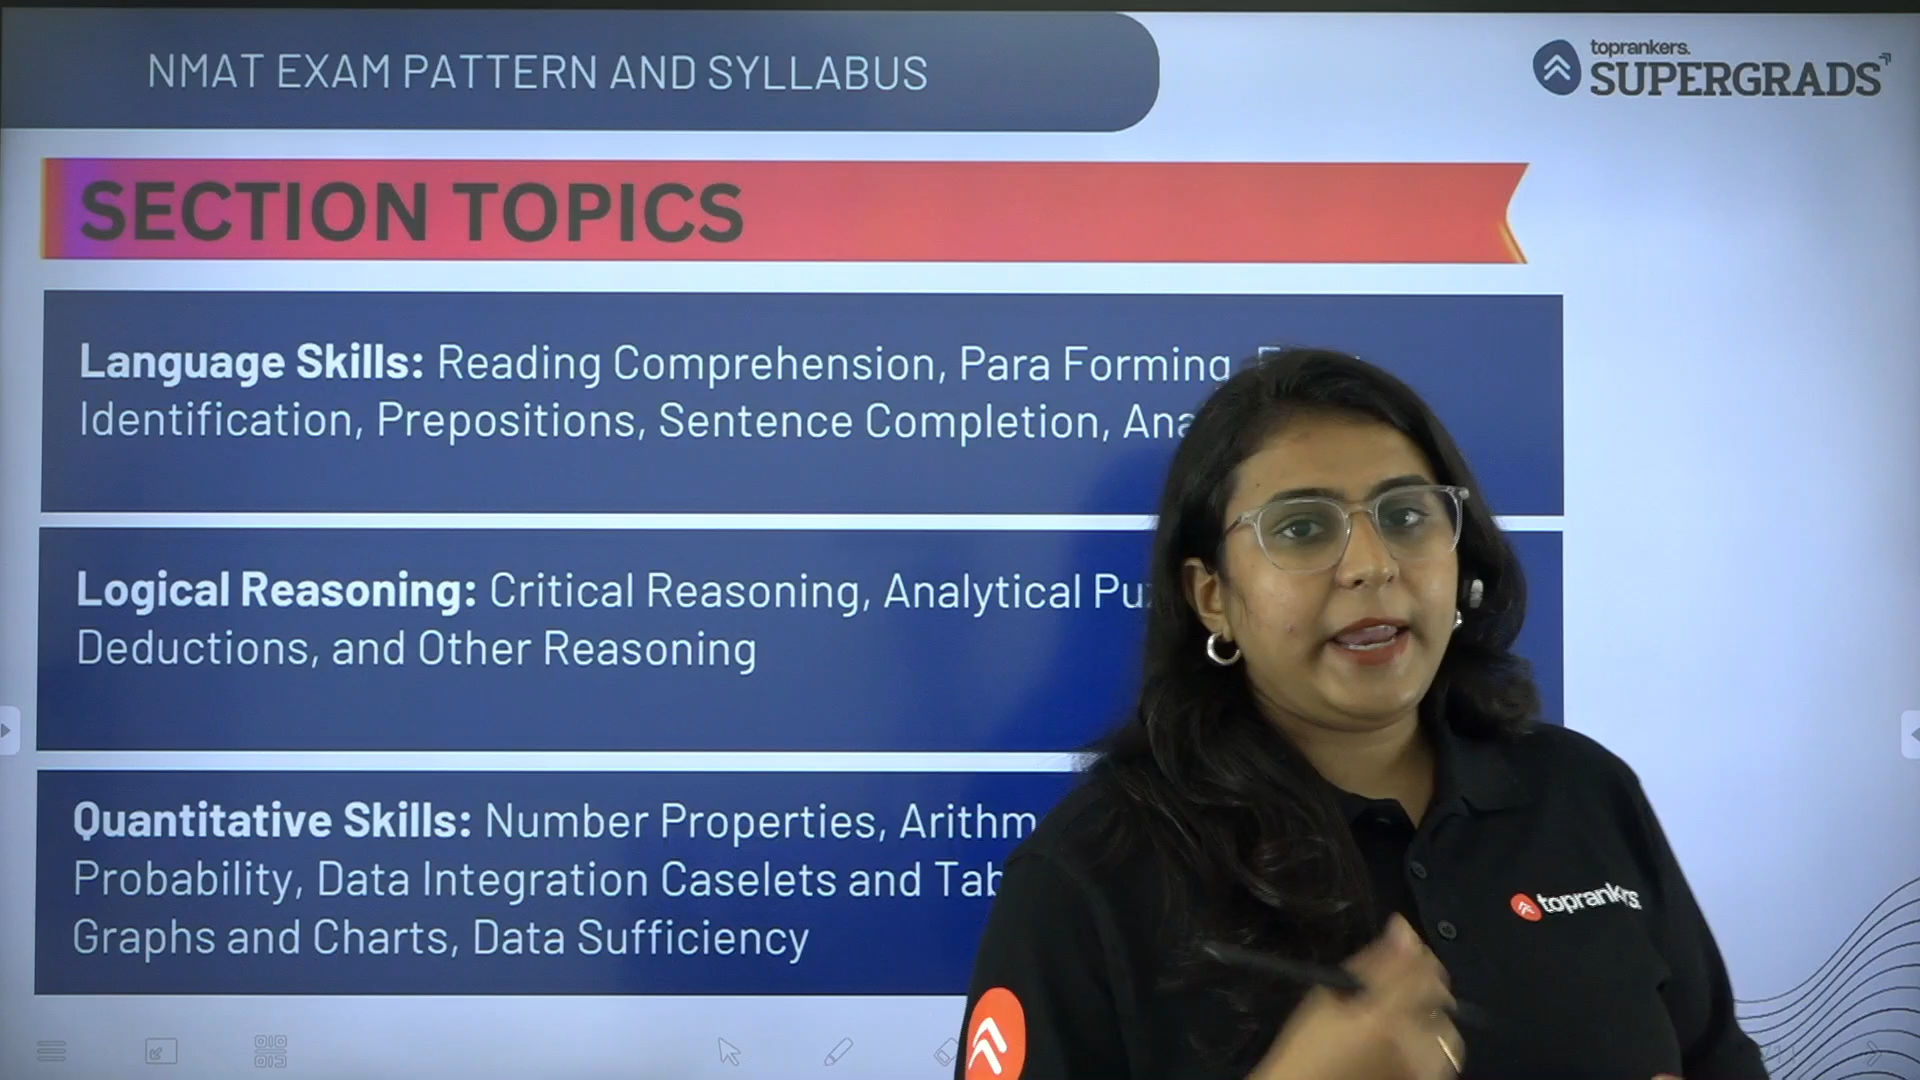 NMAT EXAM PATTERN AND SYLLABUS
toprankers.
SUPERGRADS
SECTION TOPICS
Language Skills: Reading Comprehension, Para Forming,
Identification, Prepositions, Sentence Completion,
Logical Reasoning: Critical Reasoning, Analytical
Deductions, and Other Reasoning
Quantitative Skills: Number Properties,
Probability, Data Integration Caselets and
Graphs and Charts, Data Sufficiency
toprankers